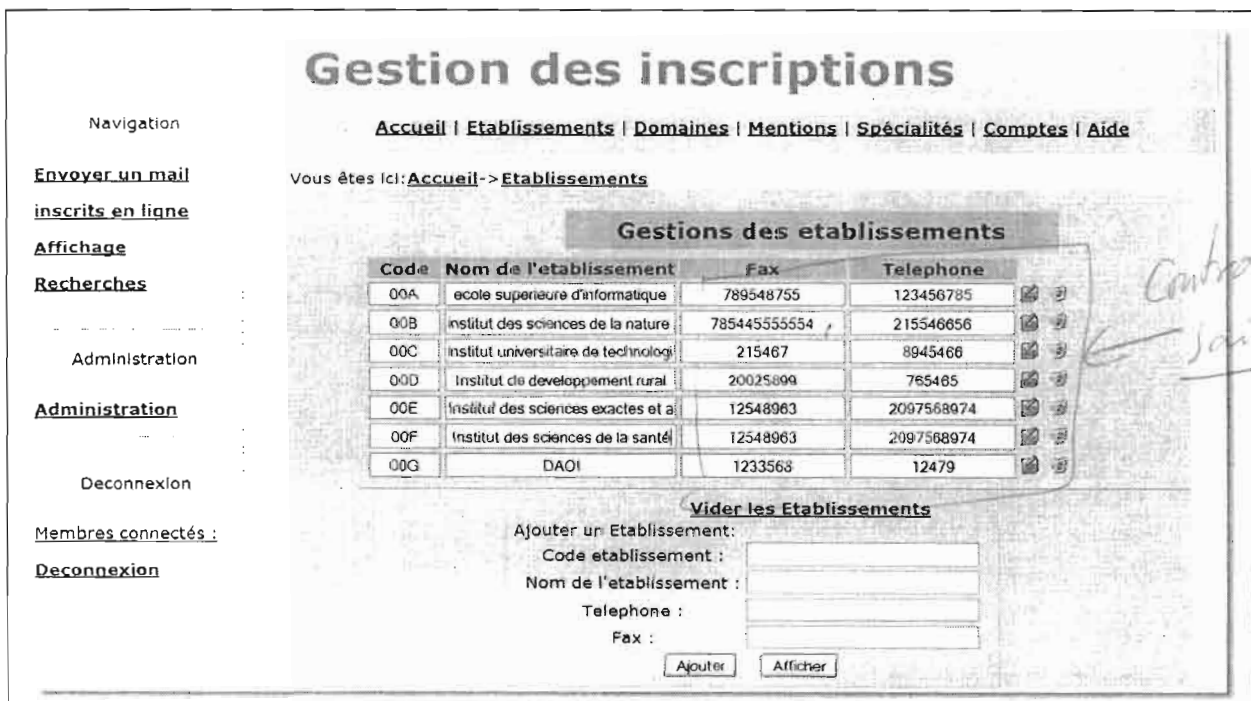 Gestion des inscriptions
Accueil | Etablissements | Domaines | Mentions | Spécialités | Comptes | Aide
Vous êtes ici:Accueil->Etablissements
Navigation
Envoyer un mail
inscrits en ligne
Affichage
Recherches
Administration
Administration
Deconnexion
Membres connectés :
Deconnexion
Gestions des etablissements
Code Nom de l'etablissement Fax Telephone
00A ecole superieure d'informatique 789548755 123456785
00B institut des sciences de la nature 785445555554 215546656
00C institut universitaire de technologi 215467 8945466
00D Institut de developpement rural 20025899 765465
00E Institut des sciences exactes et a 12548963 2097568974
00F Institut des sciences de la santé 12548963 2097568974
00G DAOI 1233568 12479
Contro
Vider les Etablissements
Ajouter un Etablissement:
Code etablissement :
Nom de l'etablissement :
Telephone :
Fax :
Ajouter Afficher